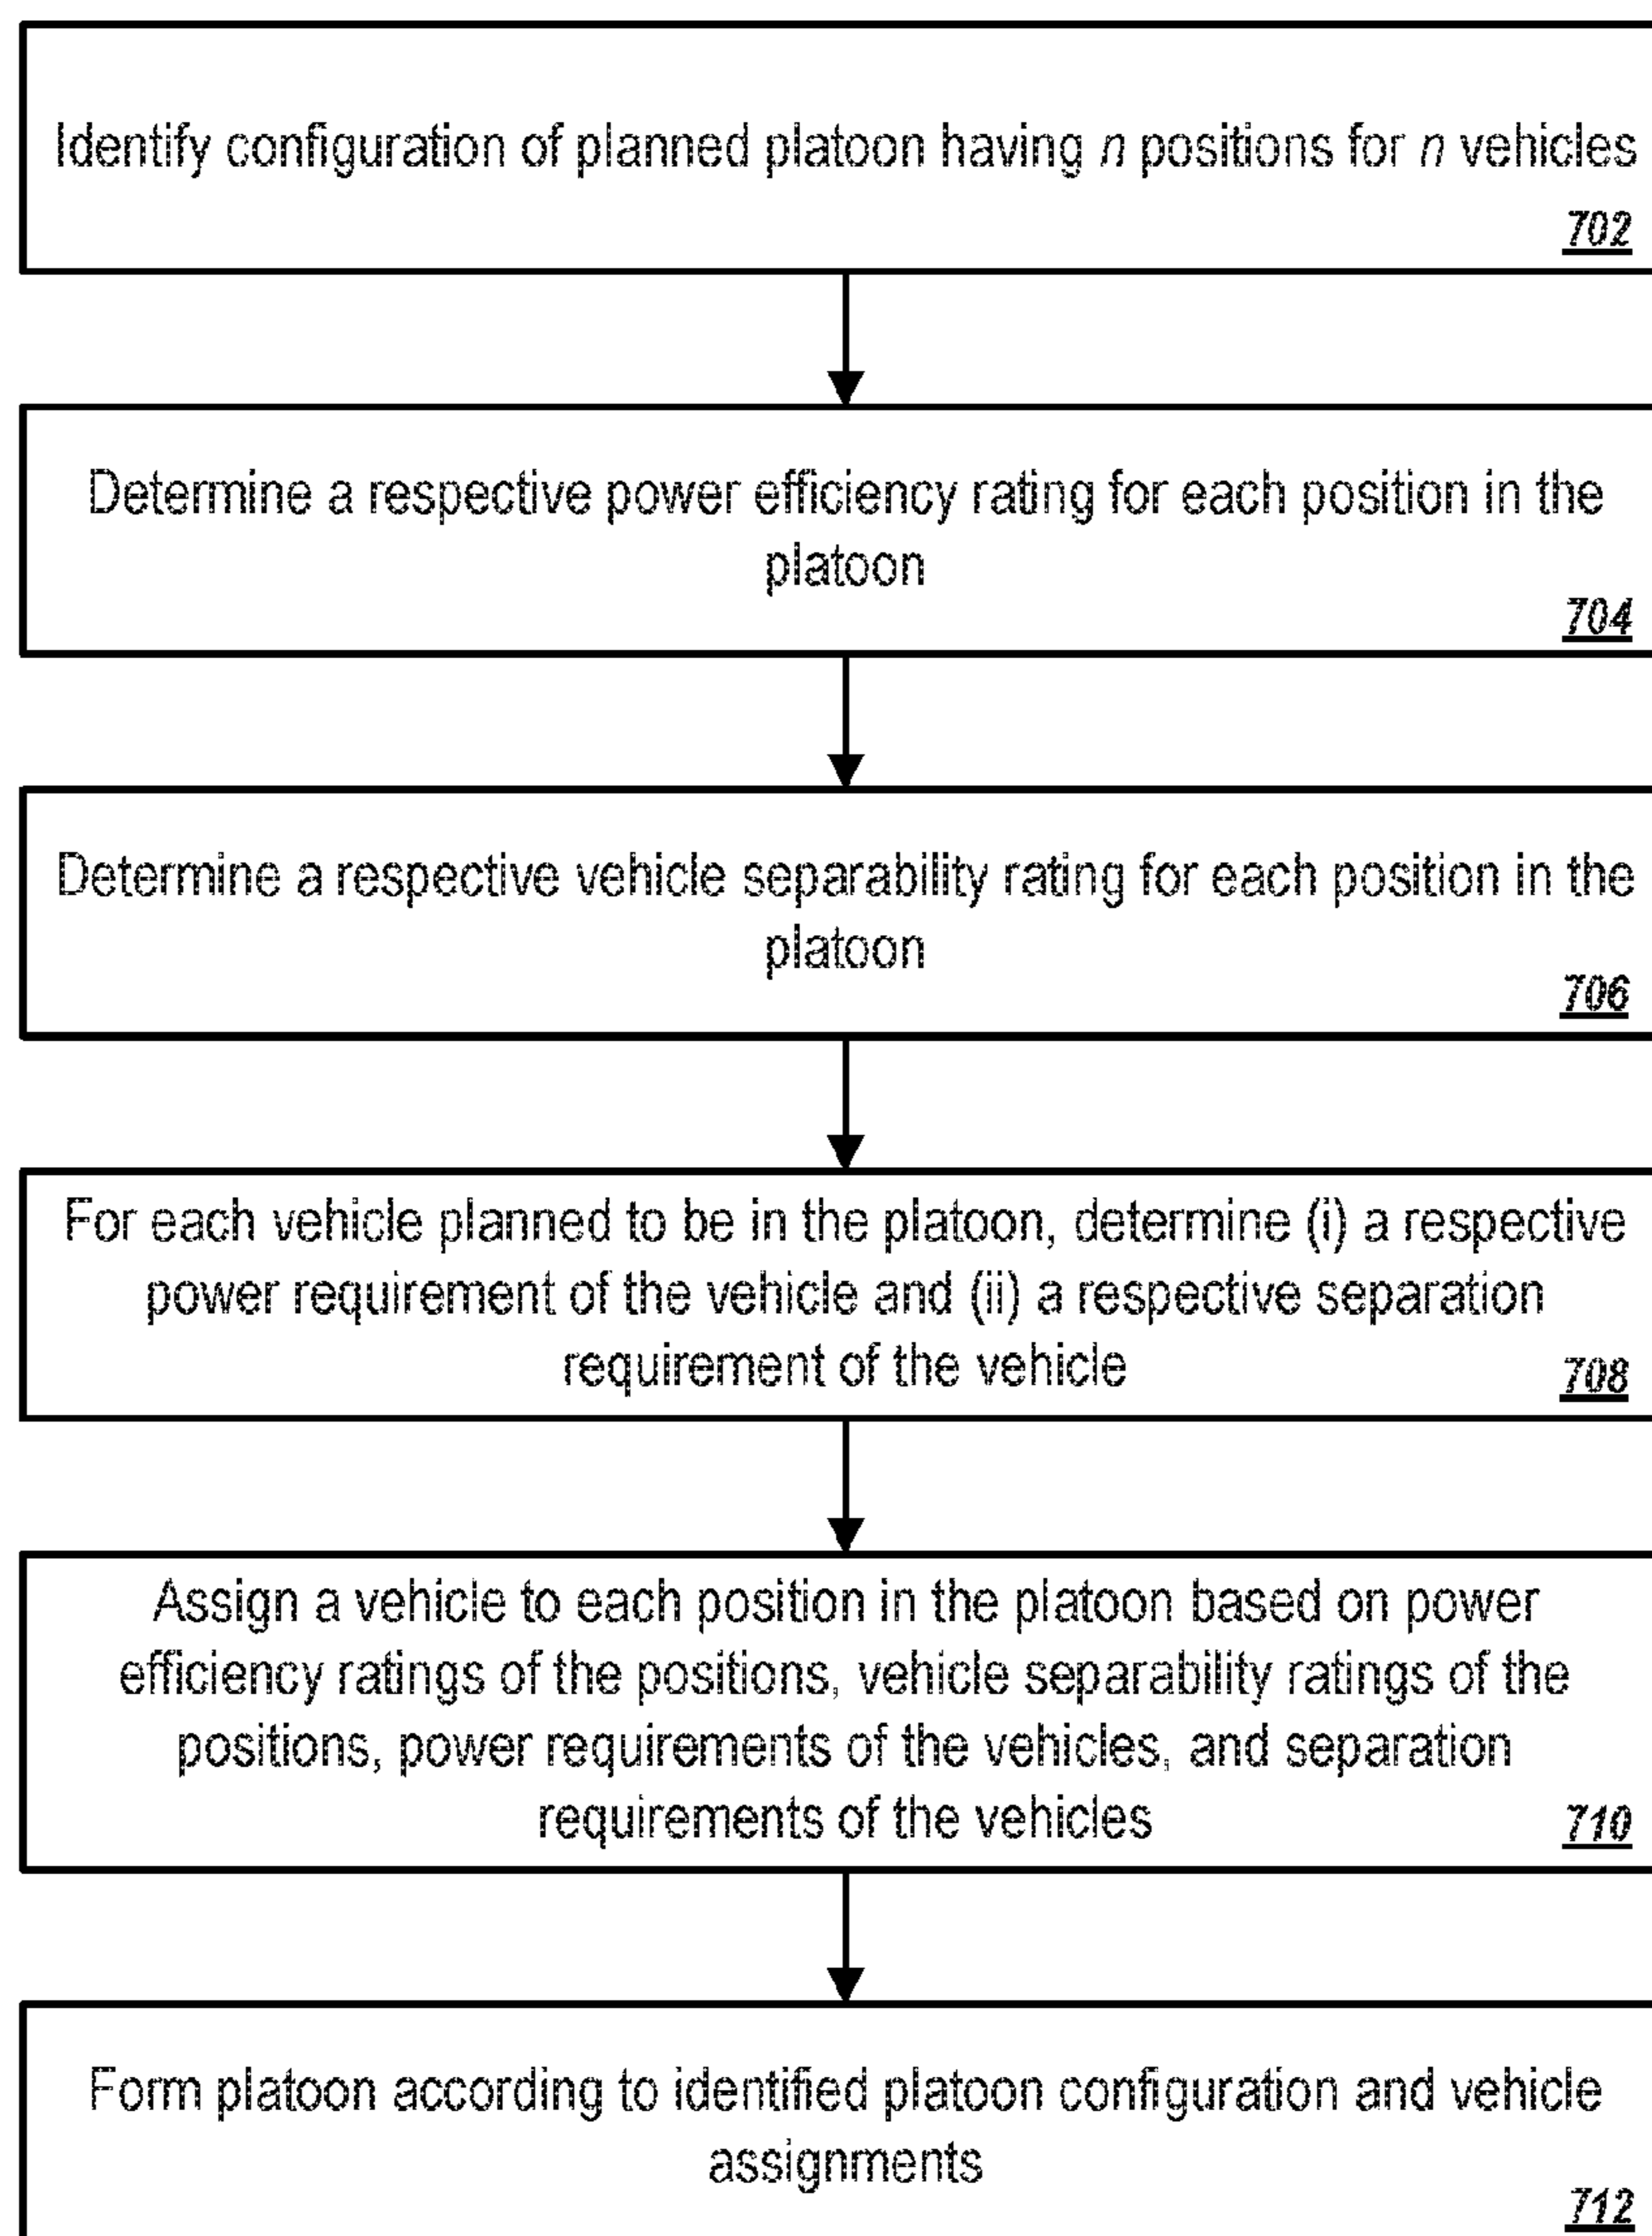 Identify configuration of planned platoon having n positions for n vehicles
702
Determine a respective power efficiency rating for each position in the
platoon
704
Determine a respective vehicle separability rating for each position in the
platoon
706
For each vehicle planned to be in the platoon, determine (i) a respective
power requirement of the vehicle and (ii) a respective separation
requirement of the vehicle
708
Assign a vehicle to each position in the platoon based on power
efficiency ratings of the positions, vehicle separability ratings of the
positions, power requirements of the vehicles, and separation
requirements of the vehicles
710
Form platoon according to identified platoon configuration and vehicle
assignments
712